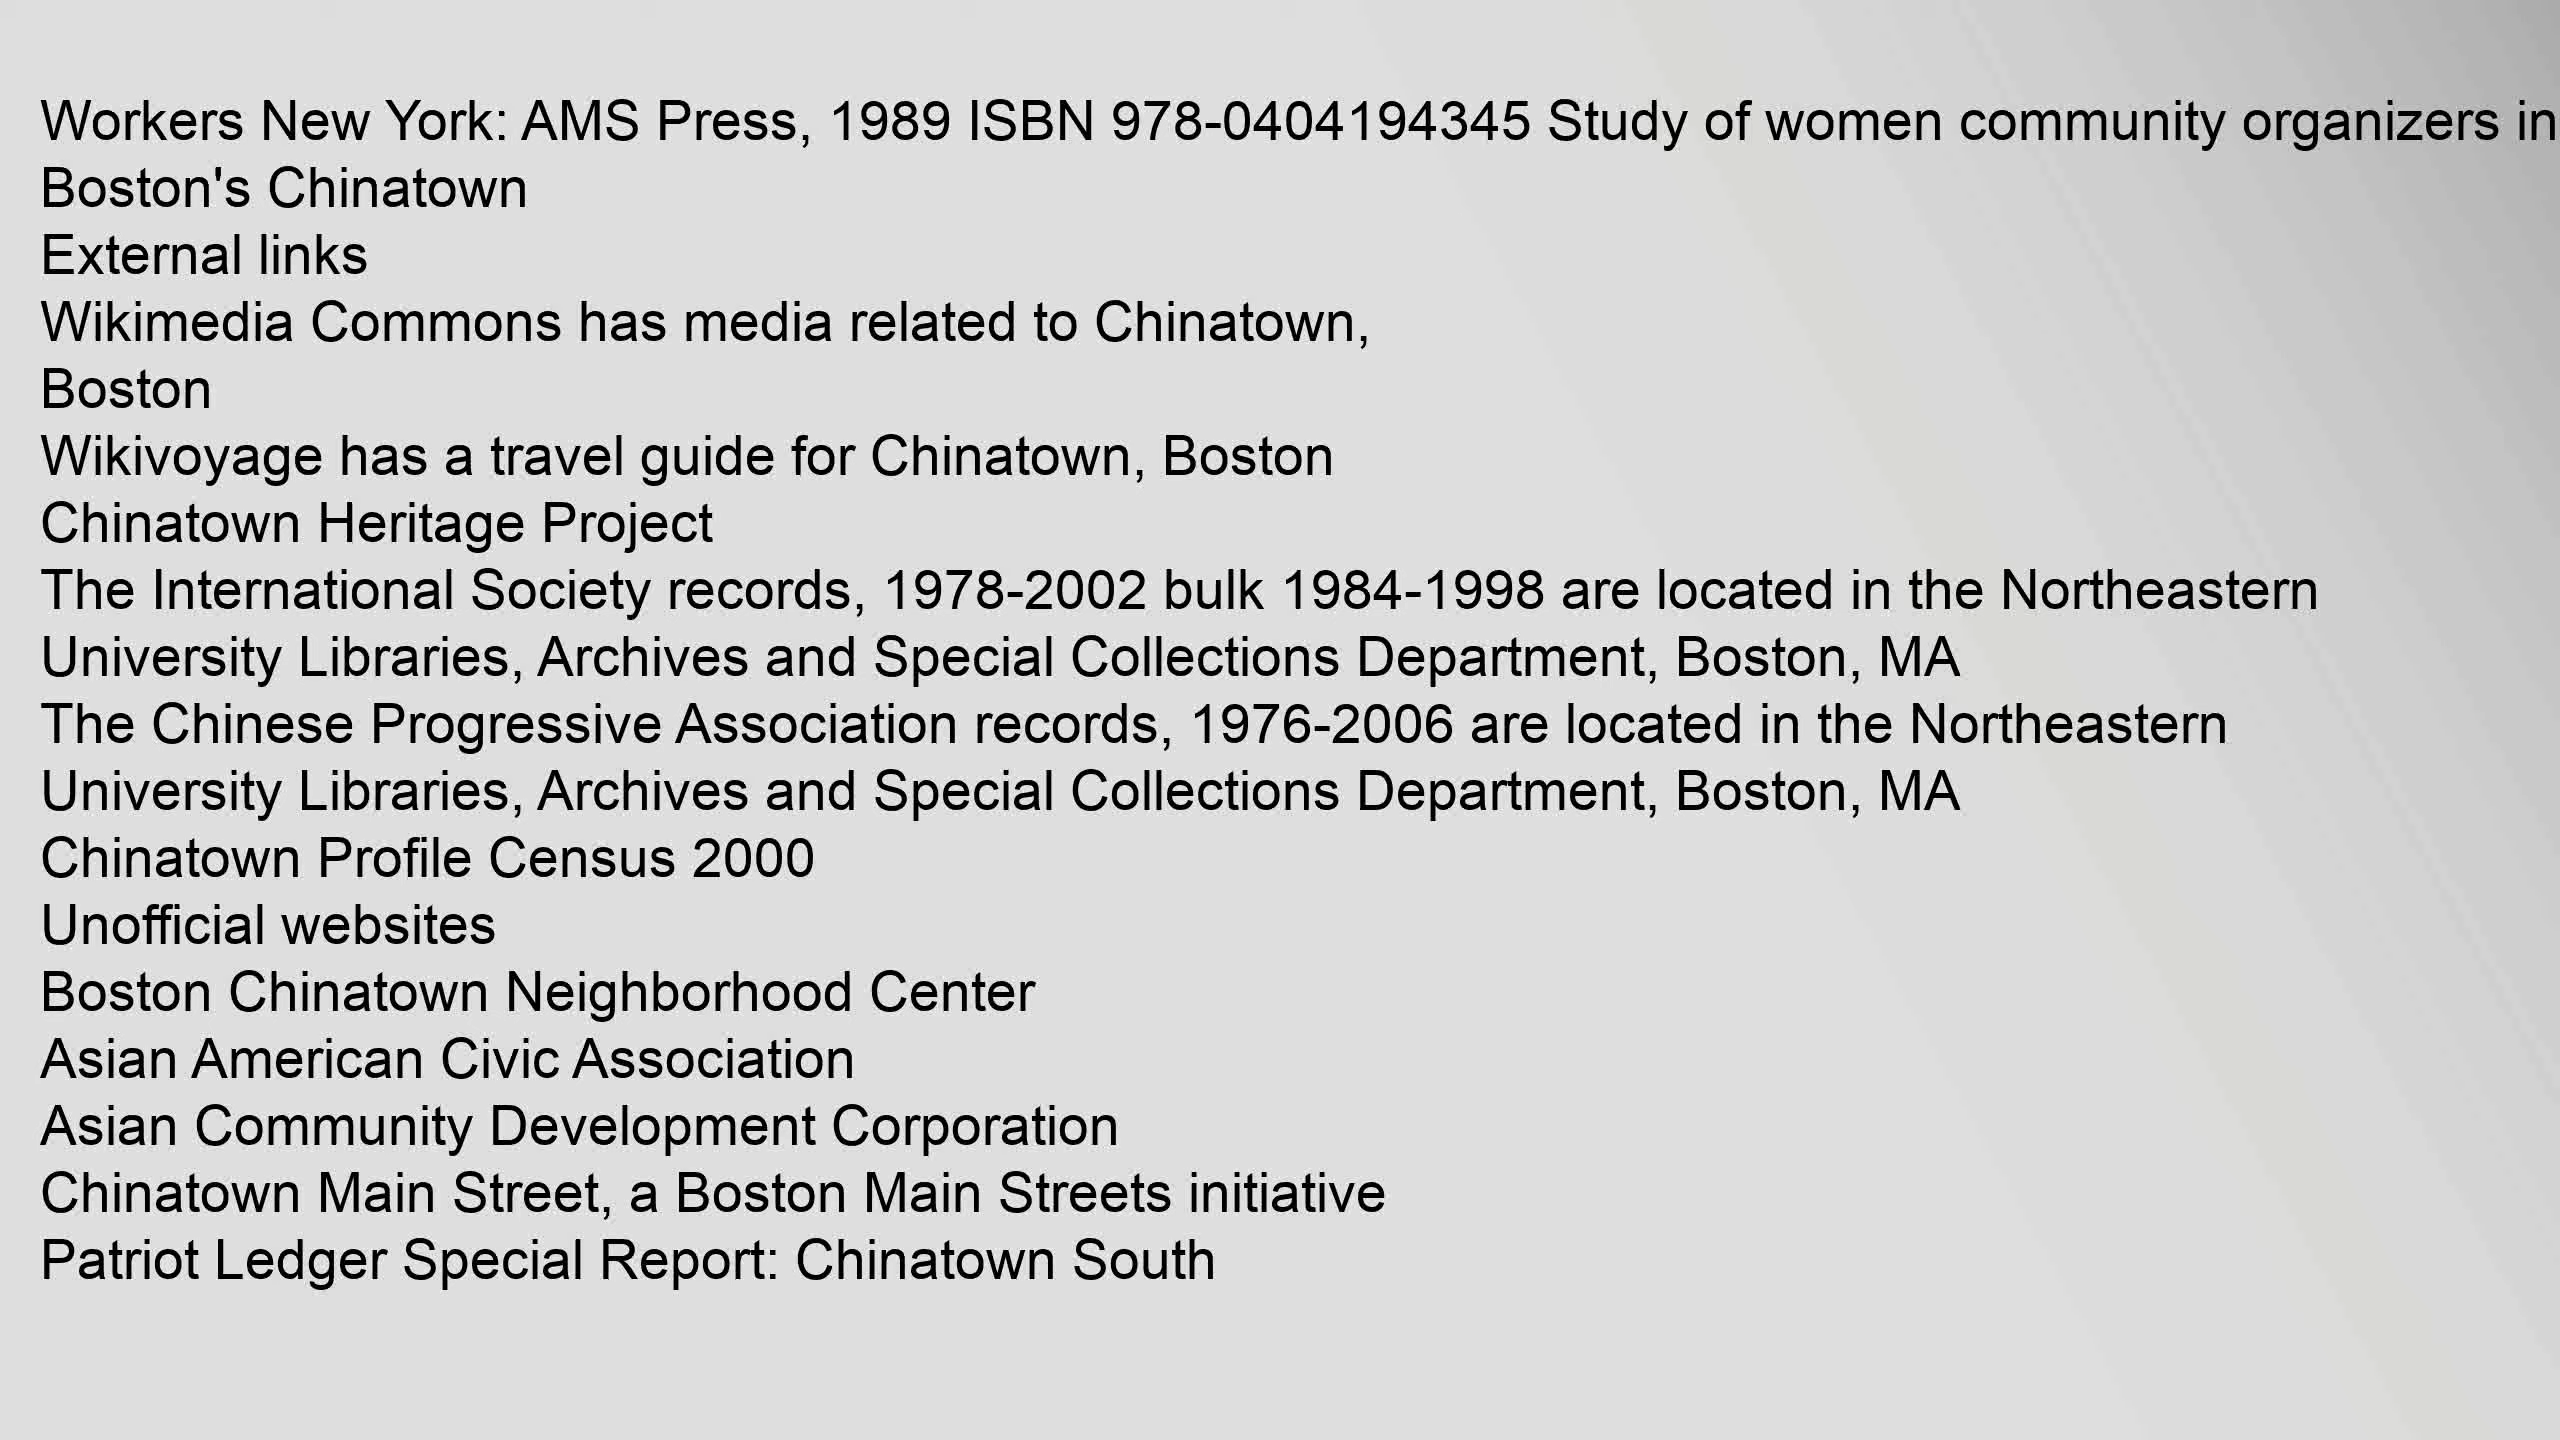 Workers New York: AMS Press, 1989 ISBN 978-0404194345 Study of women community organizers in
Boston's Chinatown
External links
Wikimedia Commons has media related to Chinatown,
Boston
Wikivoyage has a travel guide for Chinatown, Boston
Chinatown Heritage Project
The International Society records, 1978-2002 bulk 1984-1998 are located in the Northeastern
University Libraries, Archives and Special Collections Department, Boston, MA
The Chinese Progressive Association records, 1976-2006 are located in the Northeastern
University Libraries, Archives and Special Collections Department, Boston, MA
Chinatown Profile Census 2000
Unofficial websites
Boston Chinatown Neighborhood Center
Asian American Civic Association
Asian Community Development Corporation
Chinatown Main Street, a Boston Main Streets initiative
Patriot Ledger Special Report: Chinatown South